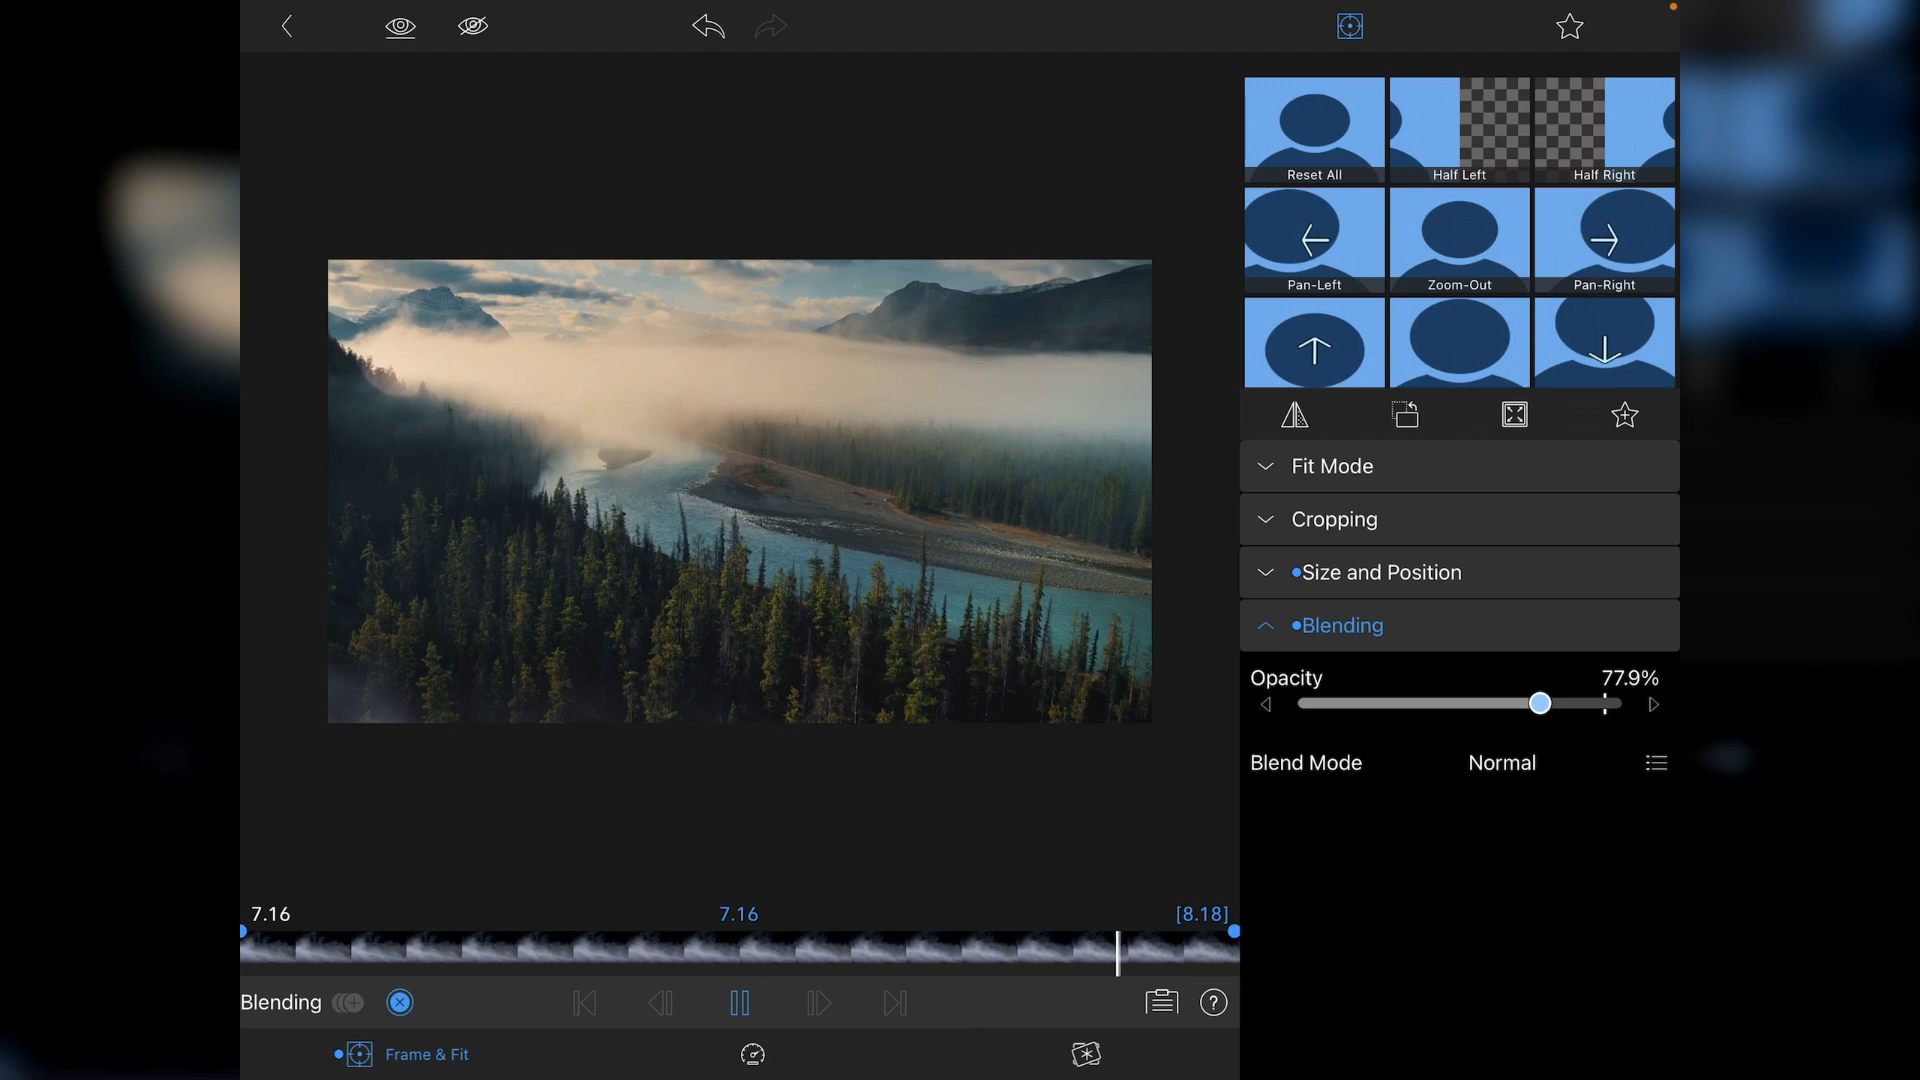 Reset All
Half Left
Half Right
Pan-Left
Zoom-Out
Pan-Right
Fit Mode
Cropping
Size and Position
Blending
Opacity
77.9%
Blend Mode
Normal
7.16
7.16
[8.18]
Blending
?
Frame & Fit